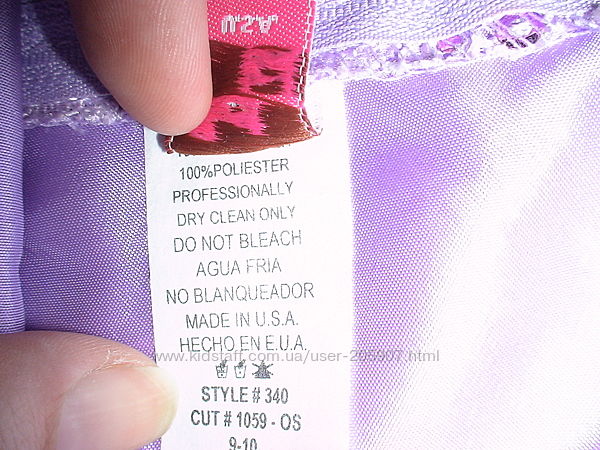 U.S.A.
100%POLIESTER
PROFESSIONALLY
DRY CLEAN ONLY
DO NOT BLEACH
AGUA FRIA
NO BLANQUEADOR
MADE IN U.S.A.
HECHO EN E.U.A.
www.kidstaff.com.ua/user-205907.html
STYLE # 340
CUT # 1059 - OS
9-10